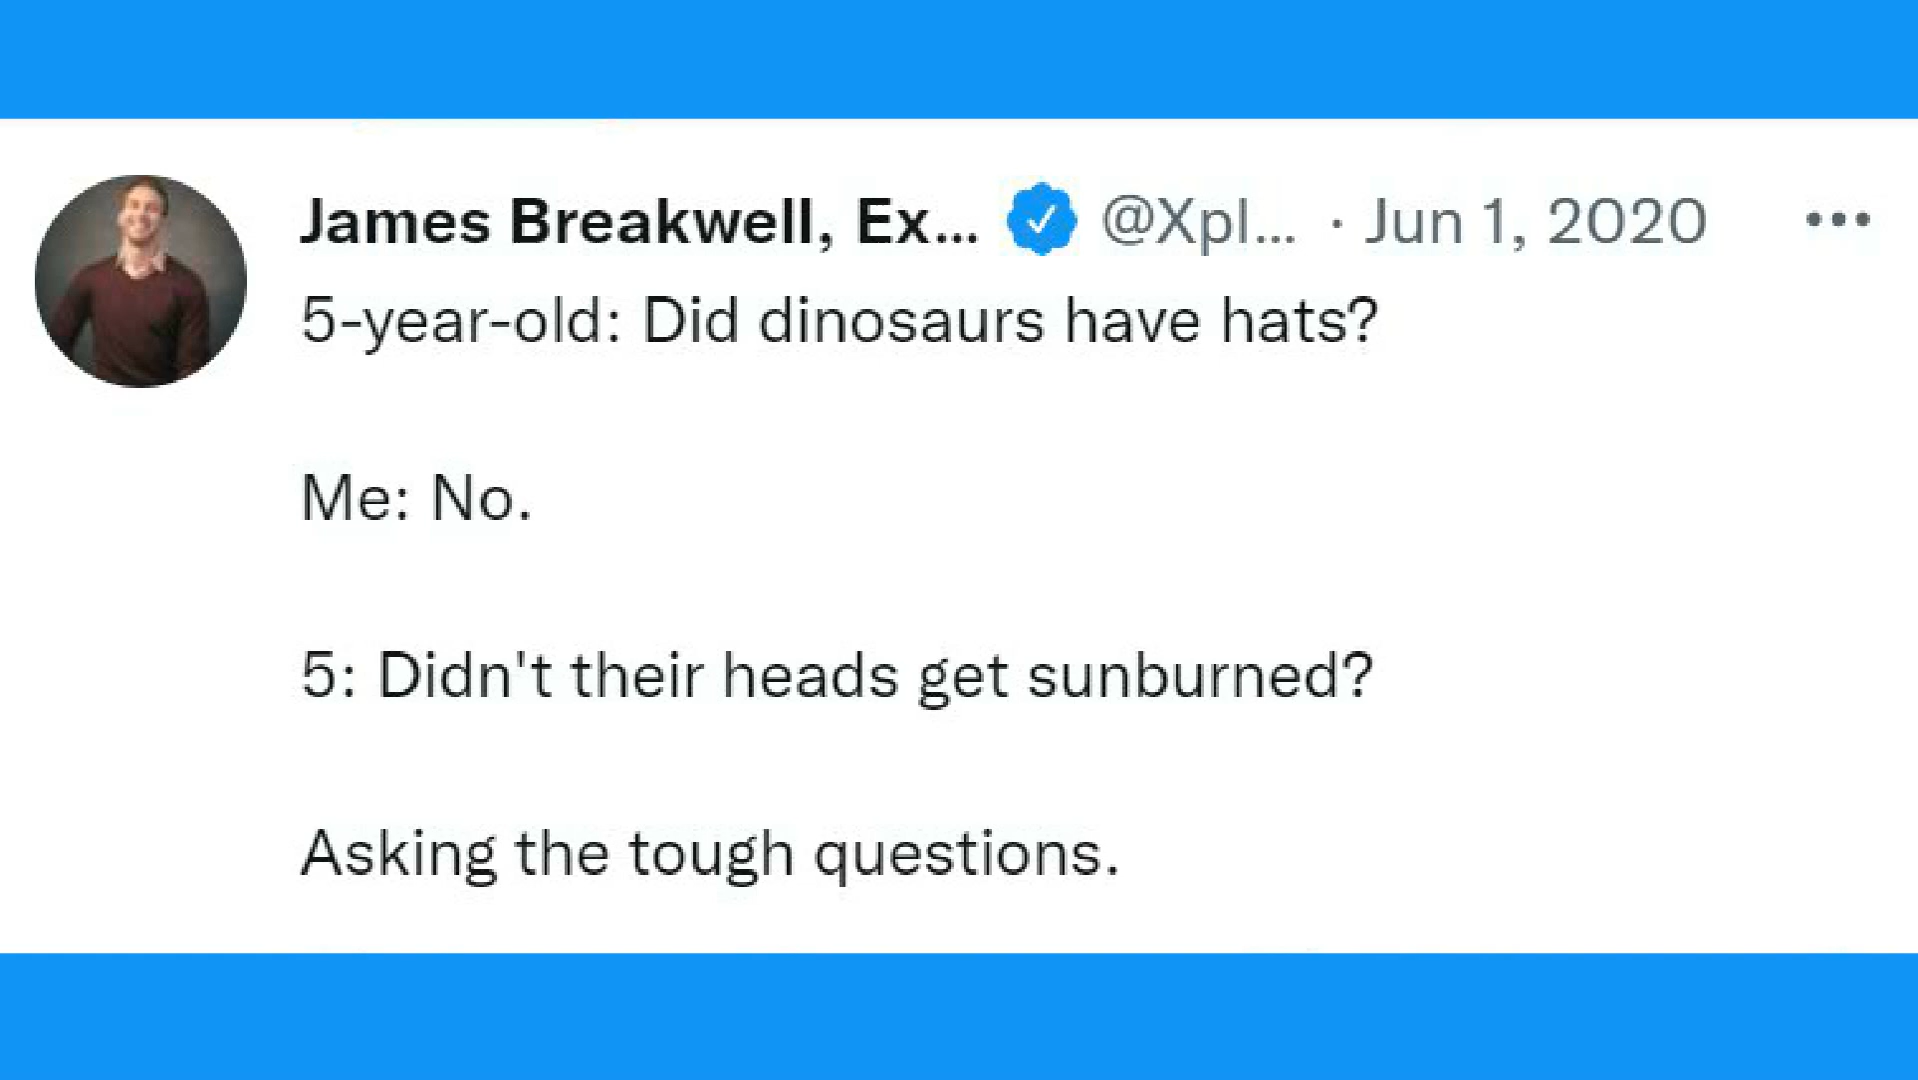 James Breakwell, Ex... @Xpl... · Jun 1, 2020
5-year-old: Did dinosaurs have hats?
Me: No.
5: Didn't their heads get sunburned?
Asking the tough questions.